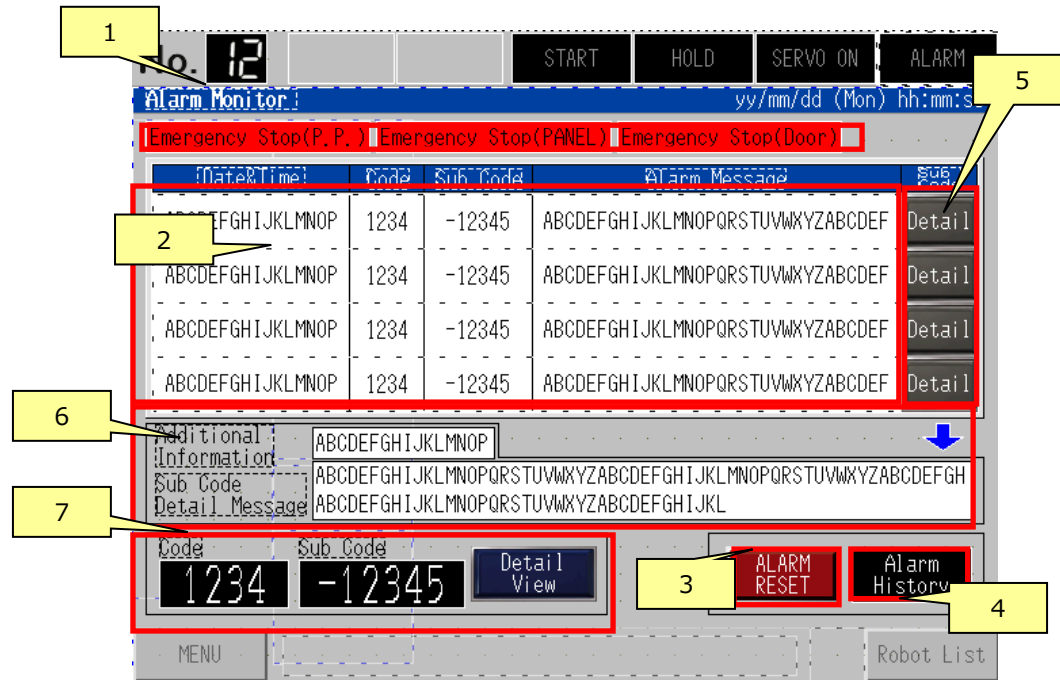 1
No. 12 START HOLD SERVO ON ALARM
5
Alarm Monitor yy/mm/dd (Mon) hh:mm:s
Emergency Stop(P.P.) Emergency Stop(PANEL) Emergency Stop(Door)
Date&Time Code Sub Code Alarm Message Sub Code
2
EFGHIJKLMNOP 1234 -12345 ABCDEFGHIJKLMNOPQRSTUVWXYZABCDEF Detail
ABCDEFGHIJKLMNOP 1234 -12345 ABCDEFGHIJKLMNOPQRSTUVWXYZABCDEF Detail
ABCDEFGHIJKLMNOP 1234 -12345 ABCDEFGHIJKLMNOPQRSTUVWXYZABCDEF Detail
ABCDEFGHIJKLMNOP 1234 -12345 ABCDEFGHIJKLMNOPQRSTUVWXYZABCDEF Detail
6
Additional
Information
ABCDEFGHIJKLMNOP
Sub Code
Detail Message
ABCDEFGHIJKLMNOPQRSTUVWXYZABCDEFGHIJKLMNOPQRSTUVWXYZABCDEFGH
ABCDEFGHIJKLMNOPQRSTUVWXYZABCDEFGHIJKL
7
Code Sub Code
1234 -12345
Detail
View
3
ALARM
RESET
Alarm
History
4
MENU Robot List